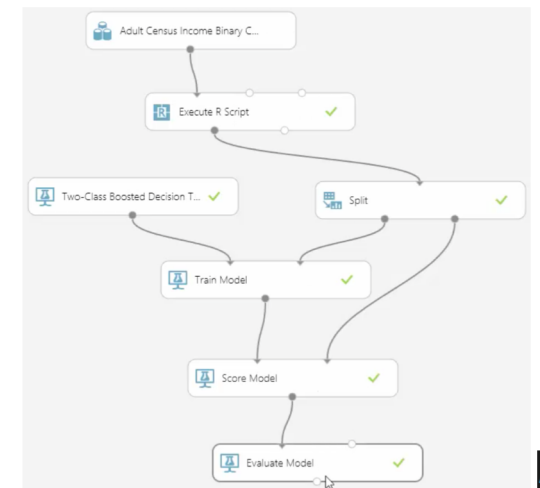 Adult Census Income Binary C...
Execute R Script
Two-Class Boosted Decision T...
Split
Train Model
Score Model
Evaluate Model